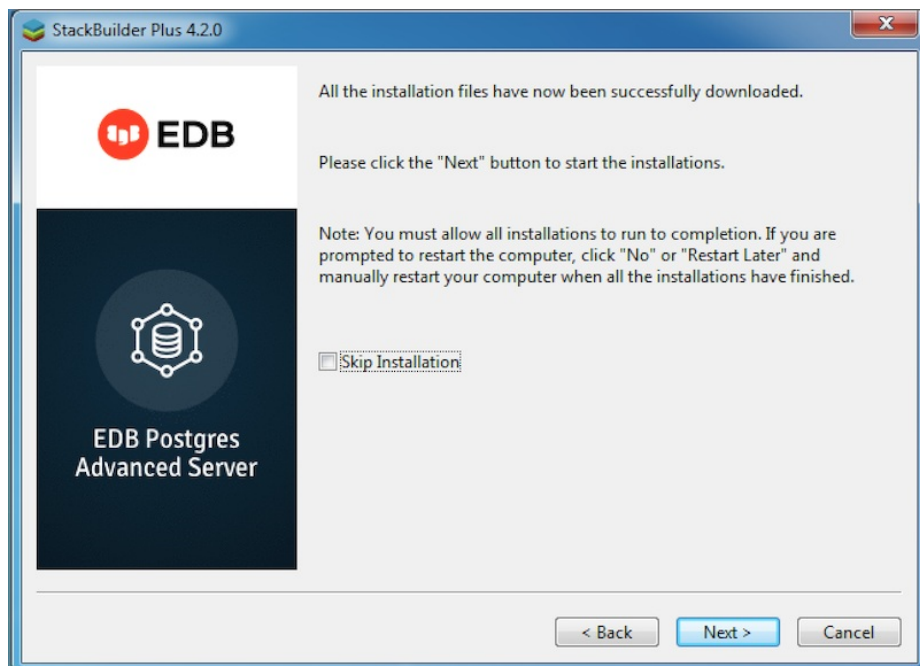 StackBuilder Plus 4.2.0
EDB
All the installation files have now been successfully downloaded.
Please click the "Next" button to start the installations.
Note: You must allow all installations to run to completion. If you are
prompted to restart the computer, click "No" or "Restart Later" and
manually restart your computer when all the installations have finished.
Skip Installation
EDB Postgres
Advanced Server
< Back
Next >
Cancel